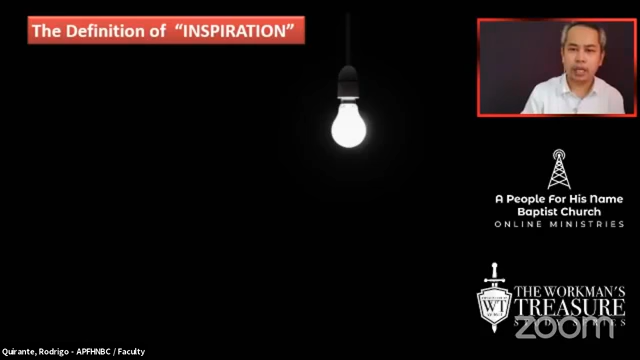 The Definition of "INSPIRATION"
A People For His Name
Baptist Church
ONLINE MINISTRIES
WT
THE WORKMAN'S
TREASURE
zoom
Quirante, Rodrigo - APFHNBC / Faculty